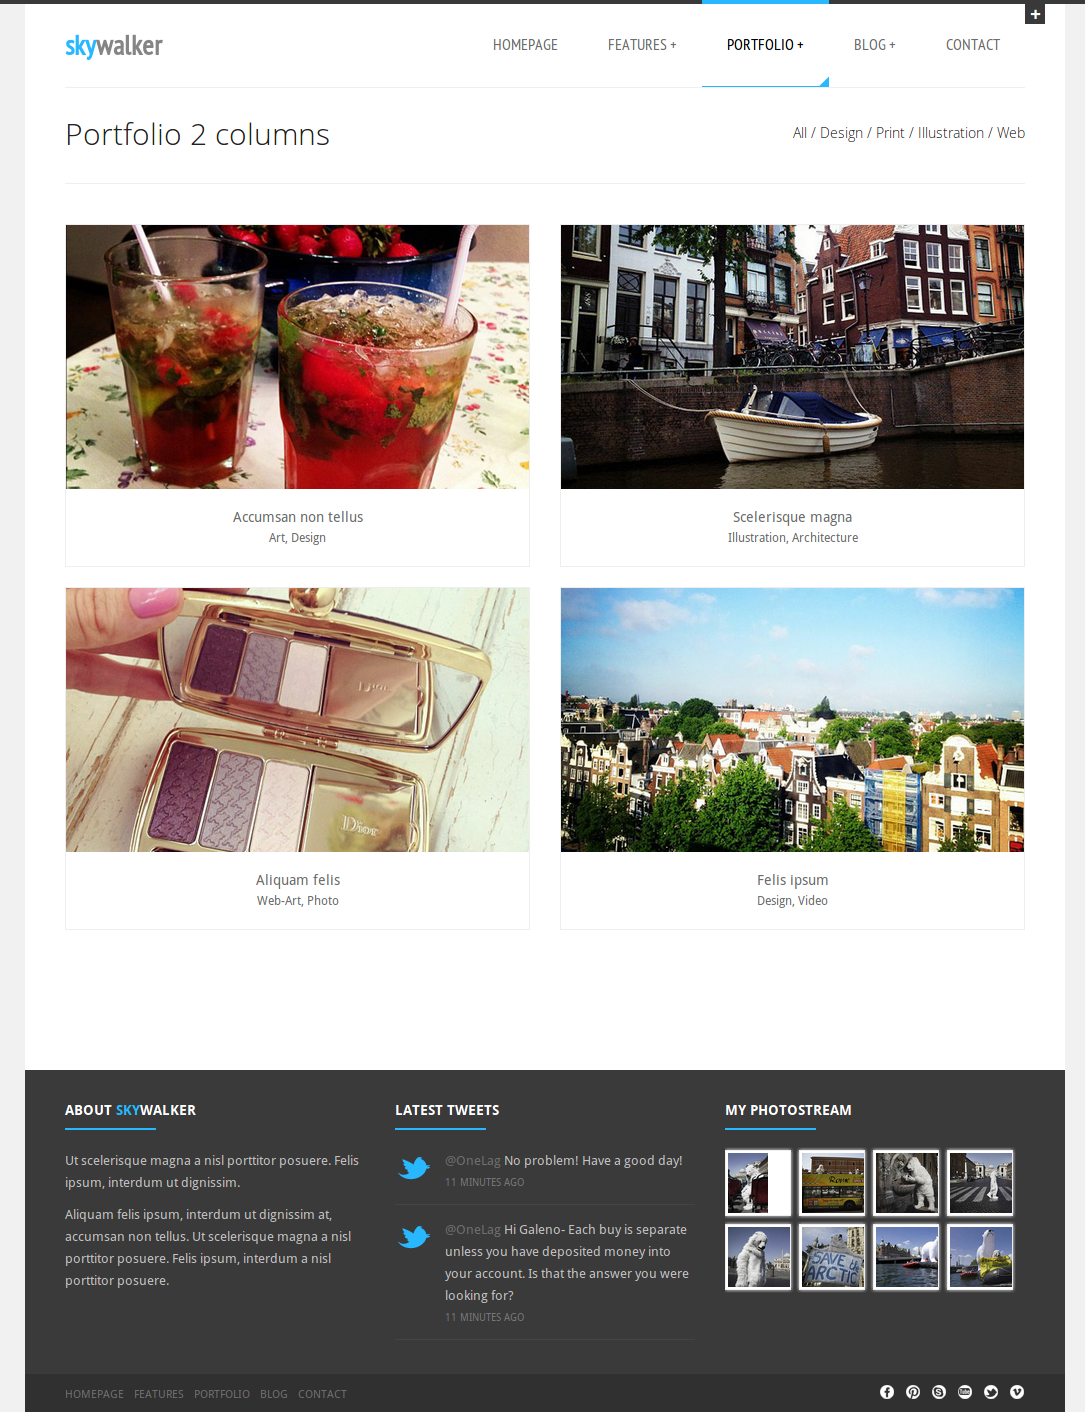 +
skywalker
HOMEPAGE FEATURES + PORTFOLIO + BLOG + CONTACT
Portfolio 2 columns
All / Design / Print / Illustration / Web
Accumsan non tellus
Art, Design
Scelerisque magna
Illustration, Architecture
Dior
Dior
Aliquam felis
Web-Art, Photo
Felis ipsum
Design, Video
ABOUT SKYWALKER
Ut scelerisque magna a nisl porttitor posuere. Felis
ipsum, interdum ut dignissim.
Aliquam felis ipsum, interdum ut dignissim at,
accumsan non tellus. Ut scelerisque magna a nisl
porttitor posuere. Felis ipsum, interdum a nisl
porttitor posuere.
LATEST TWEETS
@OneLag No problem! Have a good day!
11 MINUTES AGO
@OneLag Hi Galeno- Each buy is separate
unless you have deposited money into
your account. Is that the answer you were
looking for?
11 MINUTES AGO
MY PHOTOSTREAM
SAVE
ARCTIC
HOMEPAGE FEATURES PORTFOLIO BLOG CONTACT